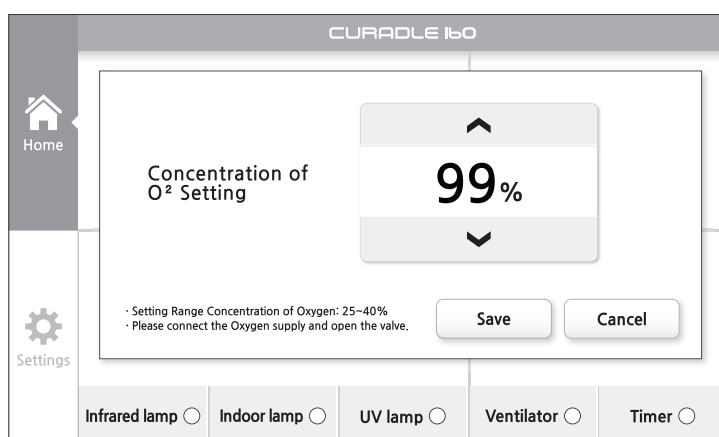 CURADLE ICO
Home
Concentration of
O² Setting
99%
· Setting Range Concentration of Oxygen: 25~40%
· Please connect the Oxygen supply and open the valve.
Save
Cancel
Settings
Infrared lamp
Indoor lamp
UV lamp
Ventilator
Timer